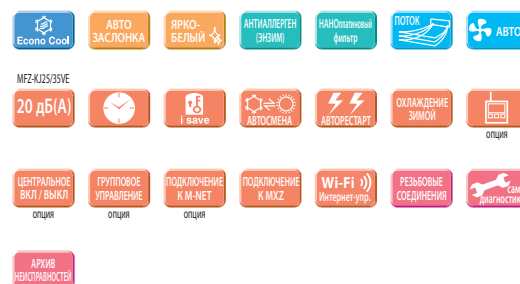 Econo Cool
АВТО
ЗАСЛОНКА
ЯРКО-
БЕЛЫЙ
АНТИАЛЛЕРГЕН
(ЭНЗИМ)
НАНОплатиновый
фильтр
ПОТОК
АВТО
MFZ-KJ25/35VE
20 дБ(А)
i save
АВТОСМЕНА
АВТОРЕСТАРТ
ОХЛАЖДЕНИЕ
ЗИМОЙ
опция
ЦЕНТРАЛЬНОЕ
ВКЛ / ВЫКЛ
опция
ГРУППОВОЕ
УПРАВЛЕНИЕ
опция
ПОДКЛЮЧЕНИЕ
К M-NET
опция
ПОДКЛЮЧЕНИЕ
К MXZ
Wi-Fi
Интернет-упр.
РЕЗЬБОВЫЕ
СОЕДИНЕНИЯ
сам
диагностик
АРХИВ
НЕИСПРАВНОСТЕЙ